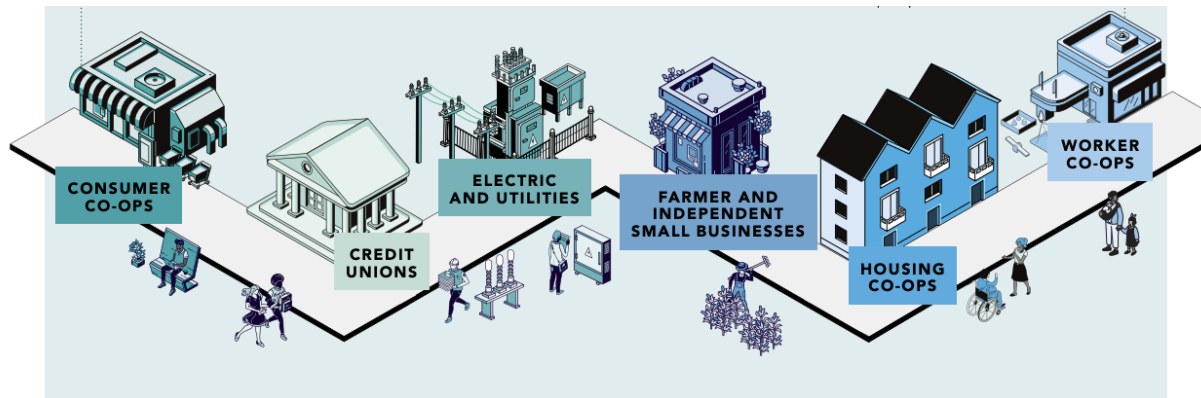 CONSUMER
CO-OPS
CREDIT
UNIONS
ELECTRIC
AND UTILITIES
FARMER AND
INDEPENDENT
SMALL BUSINESSES
HOUSING
CO-OPS
WORKER
CO-OPS